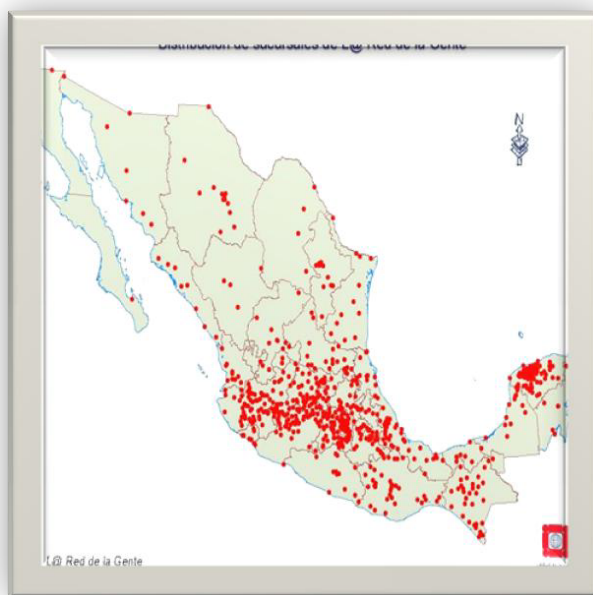 Distribución de sucursales de L@ Red de la Gente
N
L@ Red de la Gente